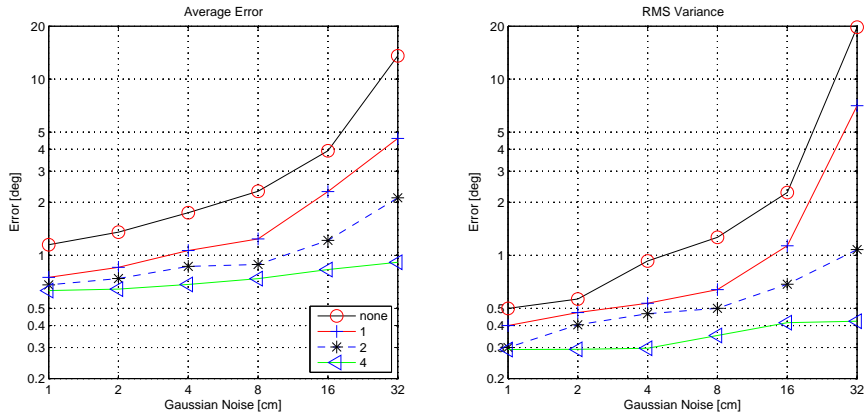 Average Error
Error [deg]
20
10
5
4
3
2
1
0.5
0.4
0.3
0.2
1 2 4 8 16 32
Gaussian Noise [cm]
none
1
2
4
RMS Variance
Error [deg]
20
10
5
4
3
2
1
0.5
0.4
0.3
0.2
1 2 4 8 16 32
Gaussian Noise [cm]